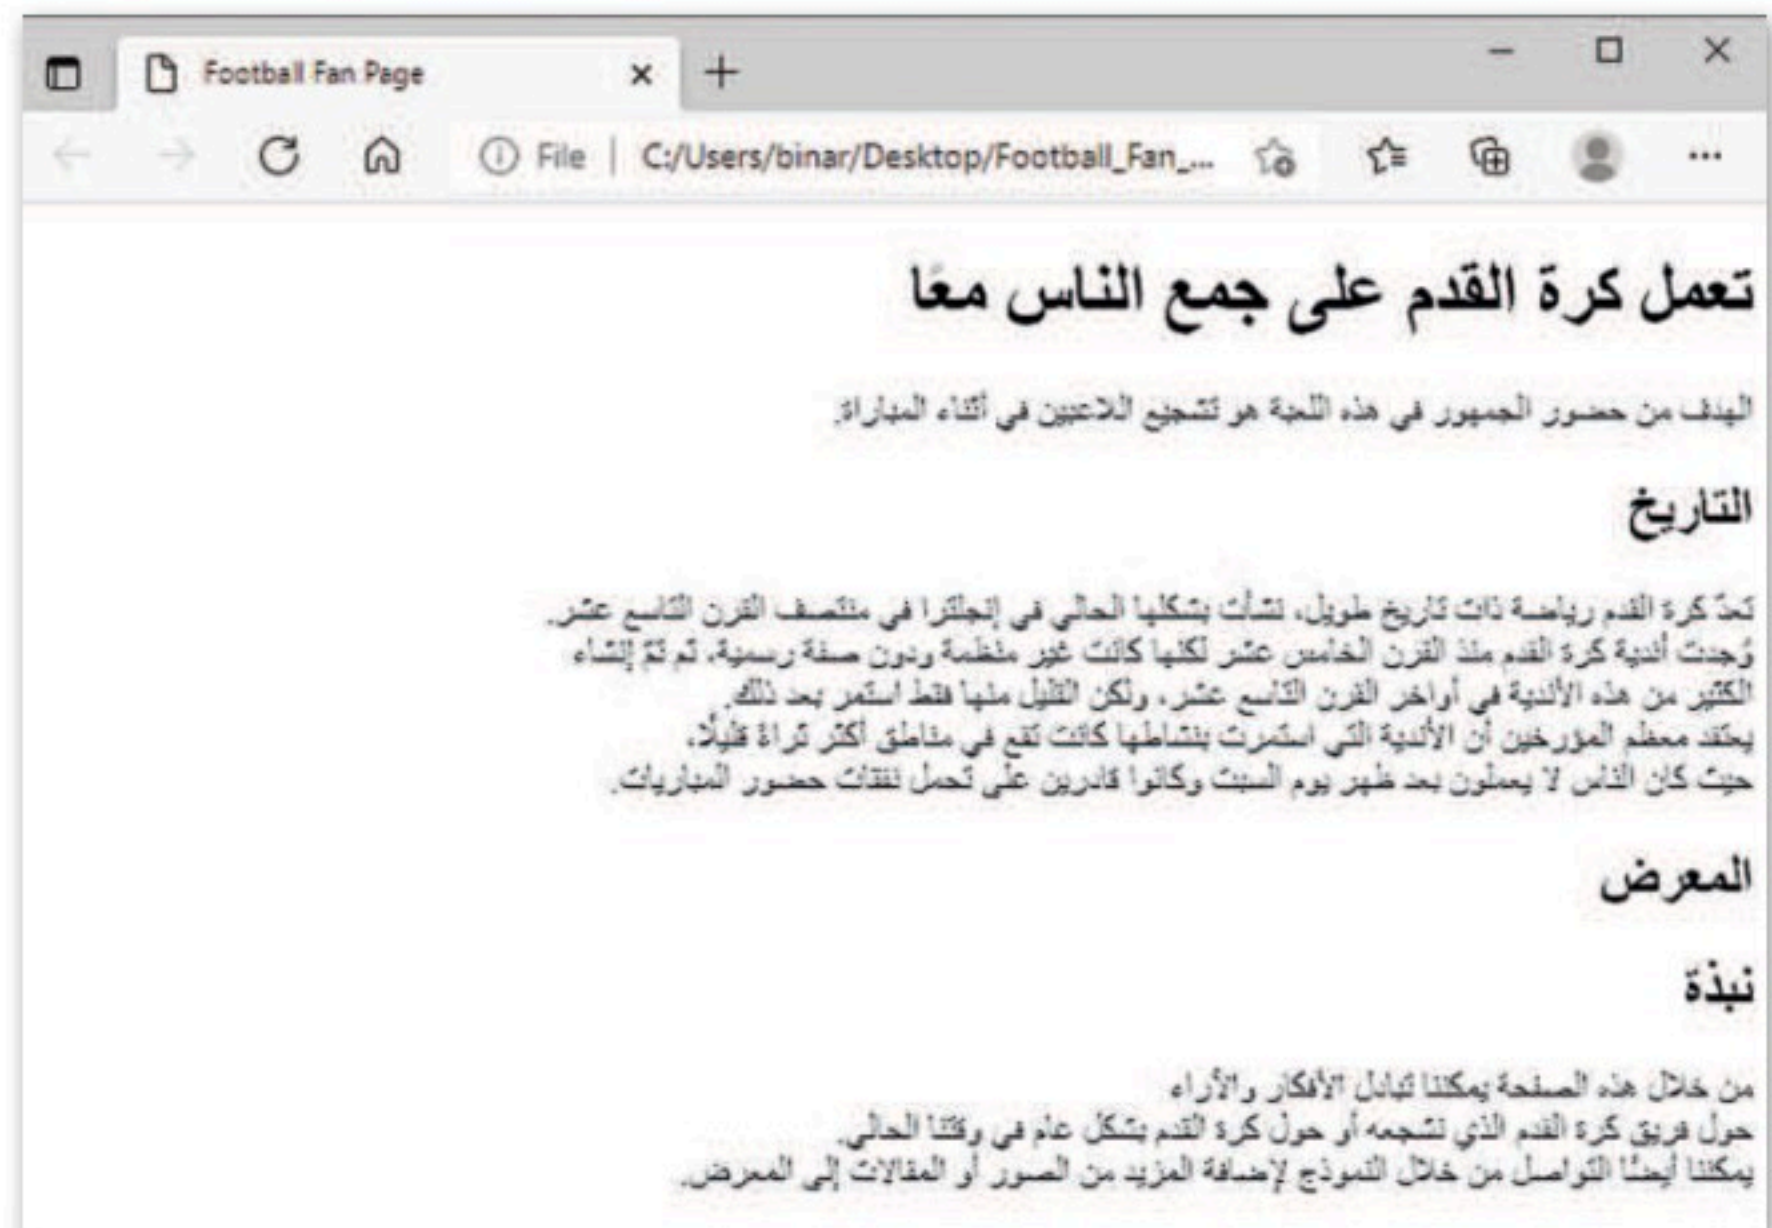 Football Fan Page
File | C:/Users/binar/Desktop/Football_Fan_...
تعمل كرة القدم على جمع الناس معًا
الهدف من حضور الجمهور في هذه اللعبة هو تشجيع اللاعبين في أثناء المباراة.
التاريخ
تعدّ كرة القدم رياضة ذات تاريخ طويل، نشأت بشكلها الحالي في إنجلترا في منتصف القرن التاسع عشر.
وُجدت أندية كرة القدم منذ القرن الخامس عشر لكنها كانت غير منظمة ودون صفة رسمية، ثم تمّ إنشاء
الكثير من هذه الأندية في أواخر القرن التاسع عشر، ولكن القليل منها فقط استمر بعد ذلك.
يعتقد معظم المؤرخين أن الأندية التي استمرت بنشاطها كانت تقع في مناطق أكثر ثراءً قليلًا،
حيث كان الناس لا يعملون بعد ظهر يوم السبت وكانوا قادرين على تحمل نفقات حضور المباريات.
المعرض
نبذة
من خلال هذه الصفحة يمكننا تبادل الأفكار والأراء
حول فريق كرة القدم الذي نشجعه أو حول كرة القدم بشكل عام في وقتنا الحالي.
يمكننا أيضًا التواصل من خلال النموذج لإضافة المزيد من الصور أو المقالات إلى المعرض.